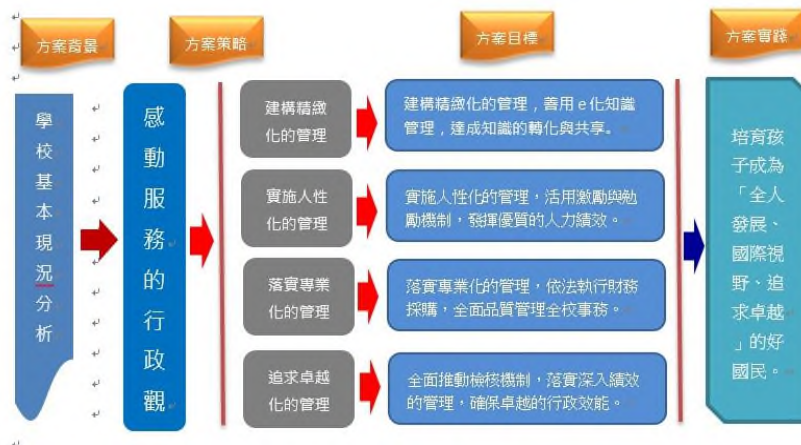 方案背景
方案策略
方案目標
方案實踐
學校基本現況分析
感動服務的行政觀
建構精緻
化的管理
建構精緻化的管理，善用e化知識
管理，達成知識的轉化與共享。
實施人性
化的管理
實施人性化的管理，活用激勵與勉
勵機制，發揮優質的人力績效。
落實專業
化的管理
落實專業化的管理，依法執行財務
採購，全面品質管理全校事務。
追求卓越
化的管理
全面推動檢核機制，落實深入績效
的管理，確保卓越的行政效能。
培育孩
子成為
「全人
發展、
國際視
野、追
求卓越
」的好
國民。